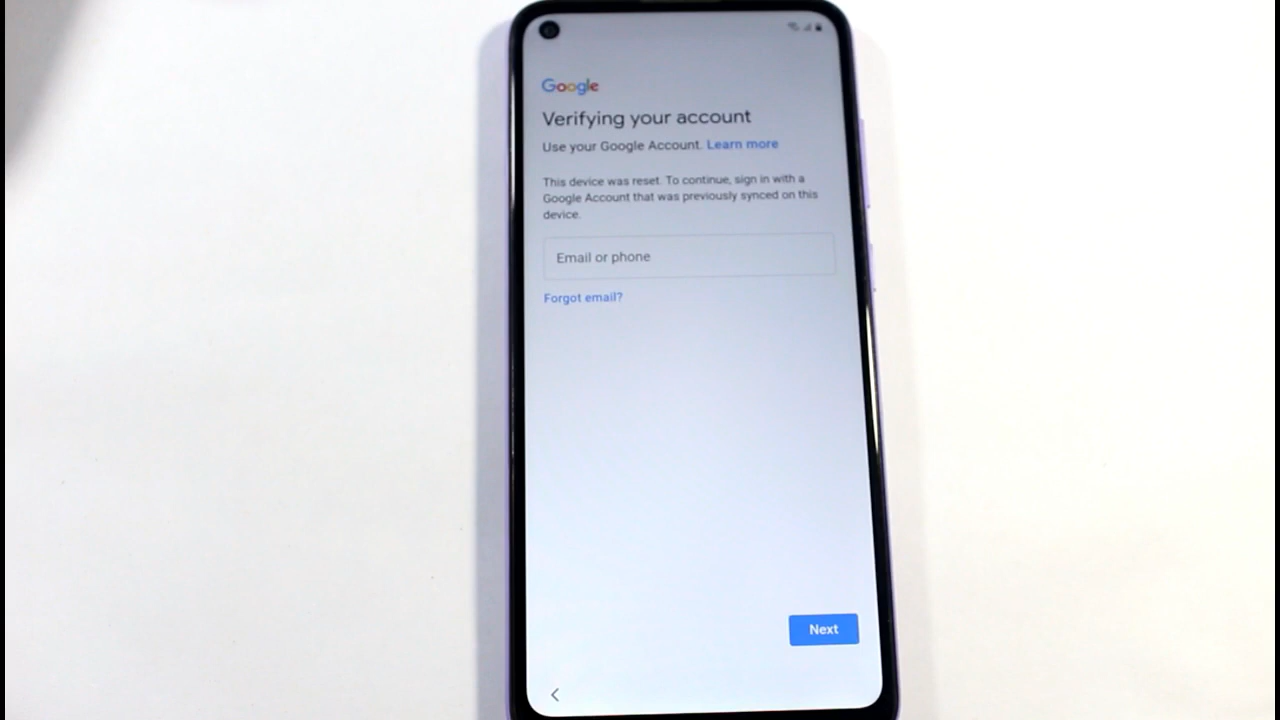 Google
Verifying your account
Use your Google Account. Learn more
This device was reset. To continue, sign in with a
Google Account that was previously synced on this
device.
Email or phone
Forgot email?
Next